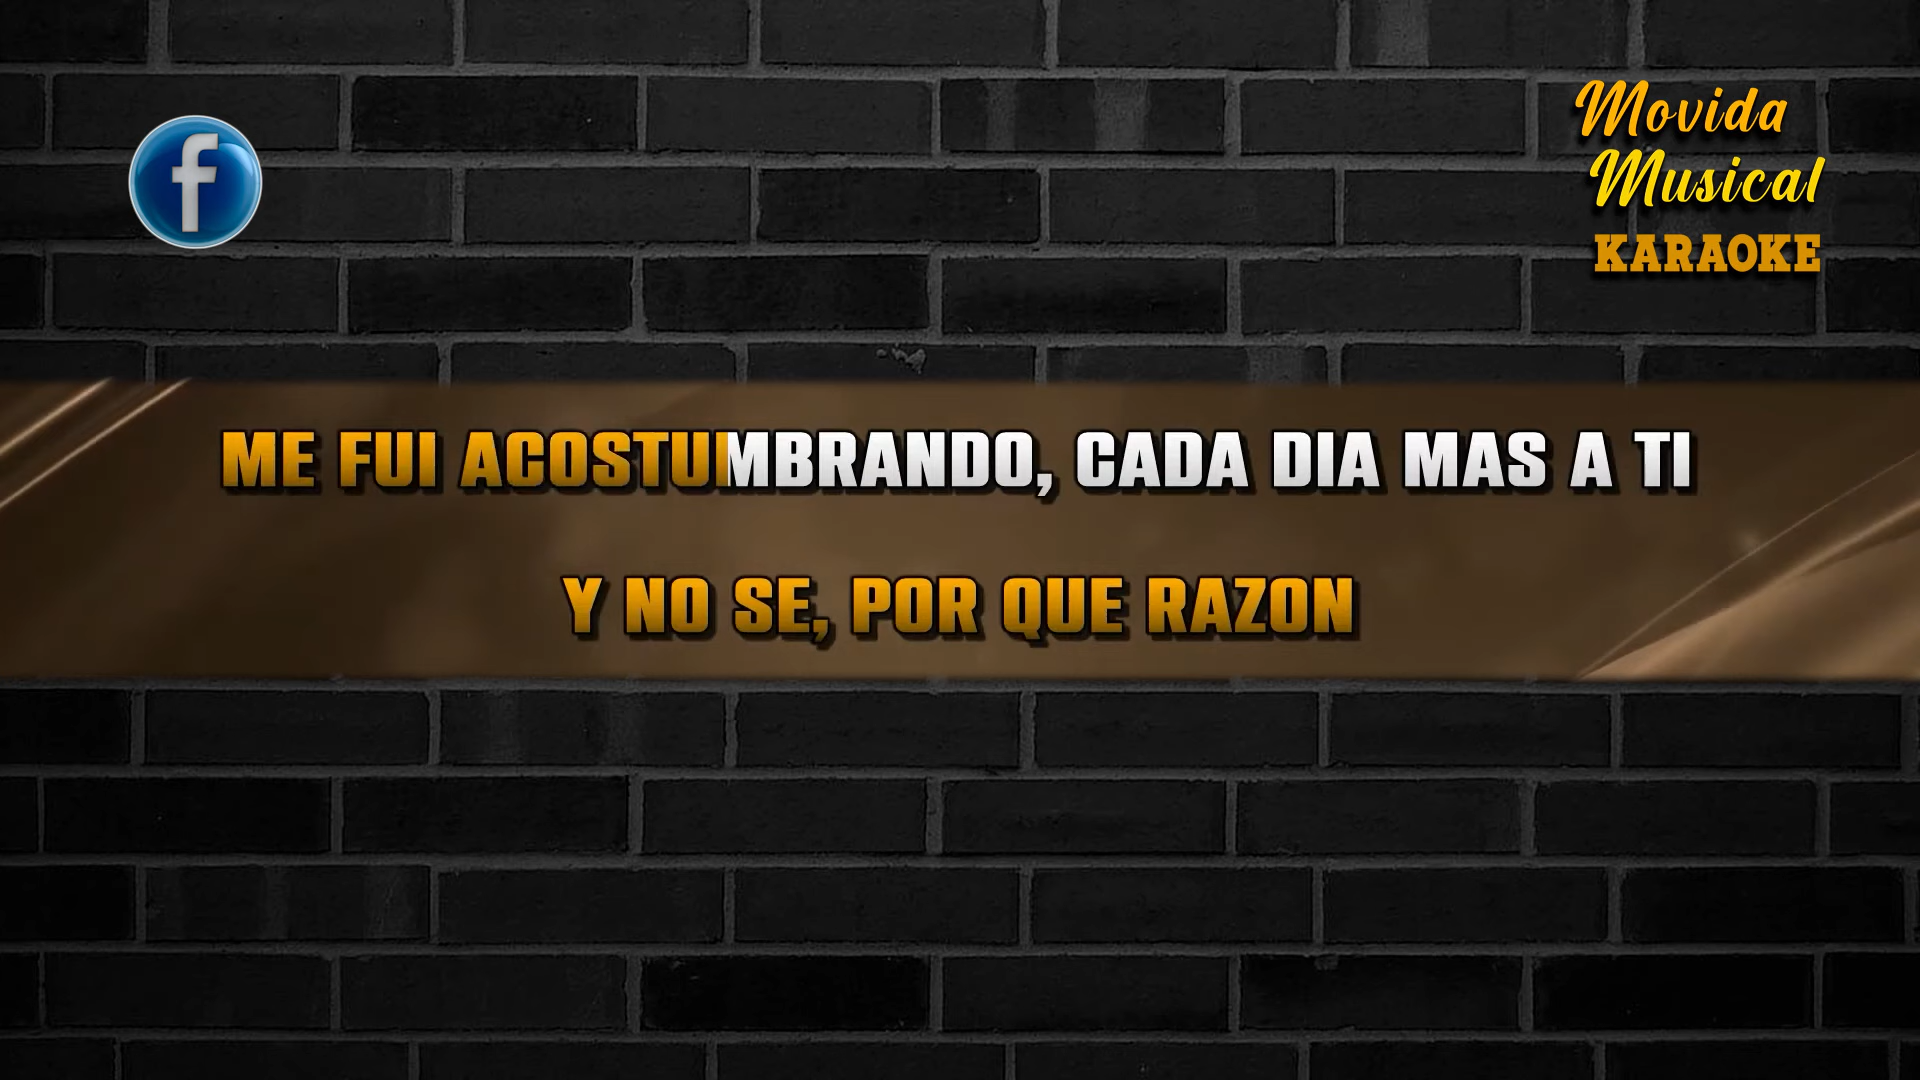 f
Movida
Musical
KARAOKE
ME FUI ACOSTUMBRANDO, CADA DIA MAS A TI
Y NO SE, POR QUE RAZON